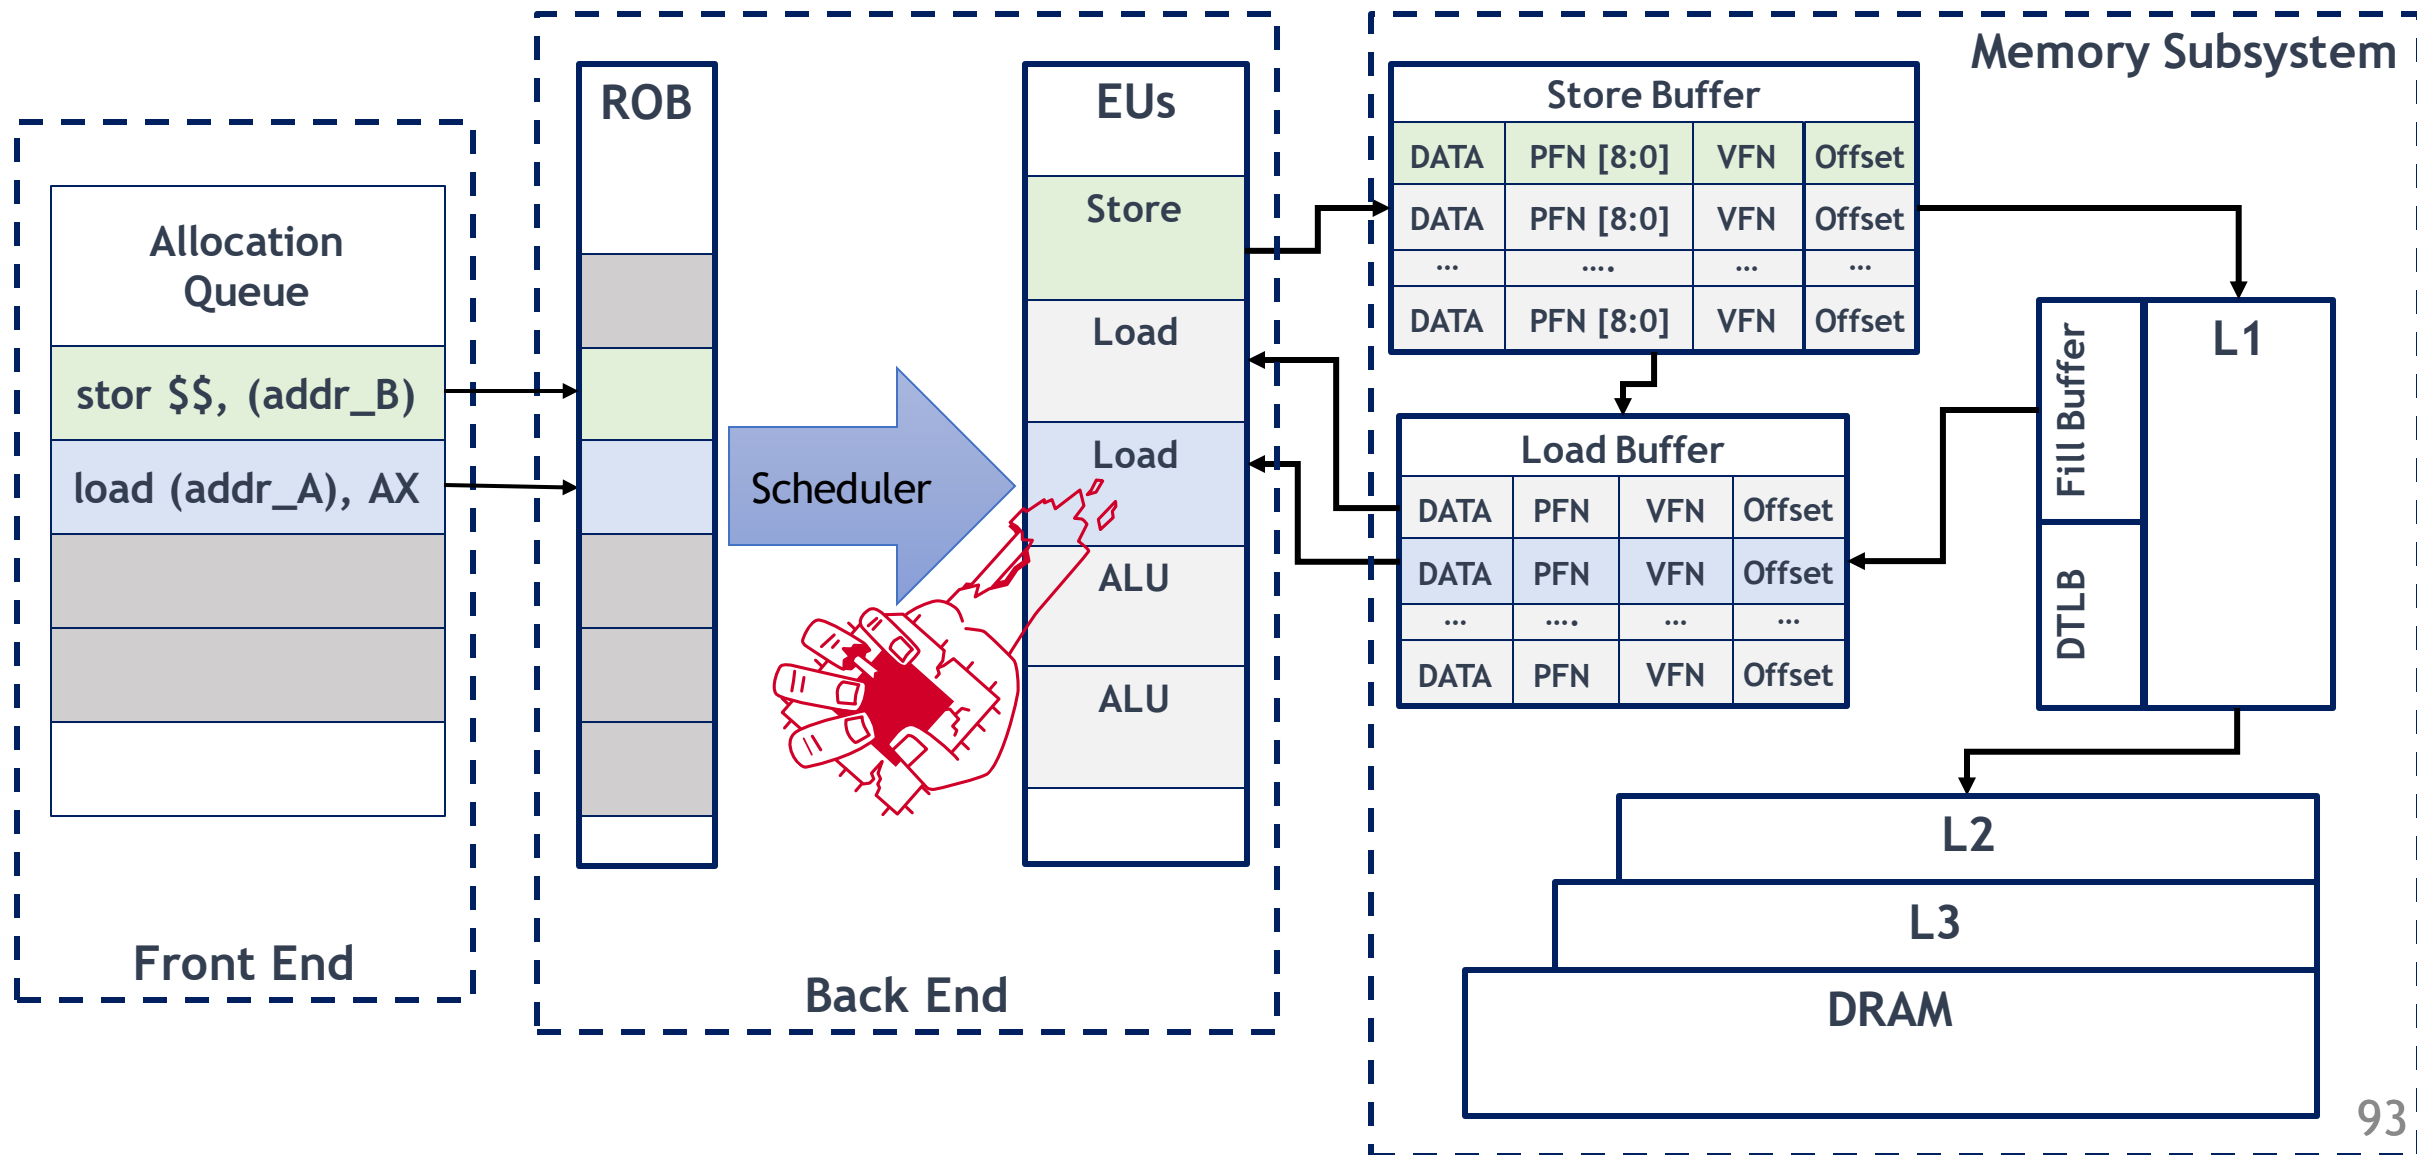 Allocation
Queue
stor $$, (addr_B)
load (addr_A), AX
Front End
ROB
Scheduler
EUs
Store
Load
Load
ALU
ALU
Back End
Memory Subsystem
Store Buffer
DATA PFN [8:0] VFN Offset
DATA PFN [8:0] VFN Offset
... .... ... ...
DATA PFN [8:0] VFN Offset
Load Buffer
DATA PFN VFN Offset
DATA PFN VFN Offset
... .... ... ...
DATA PFN VFN Offset
Fill Buffer
DTLB
L1
L2
L3
DRAM
93